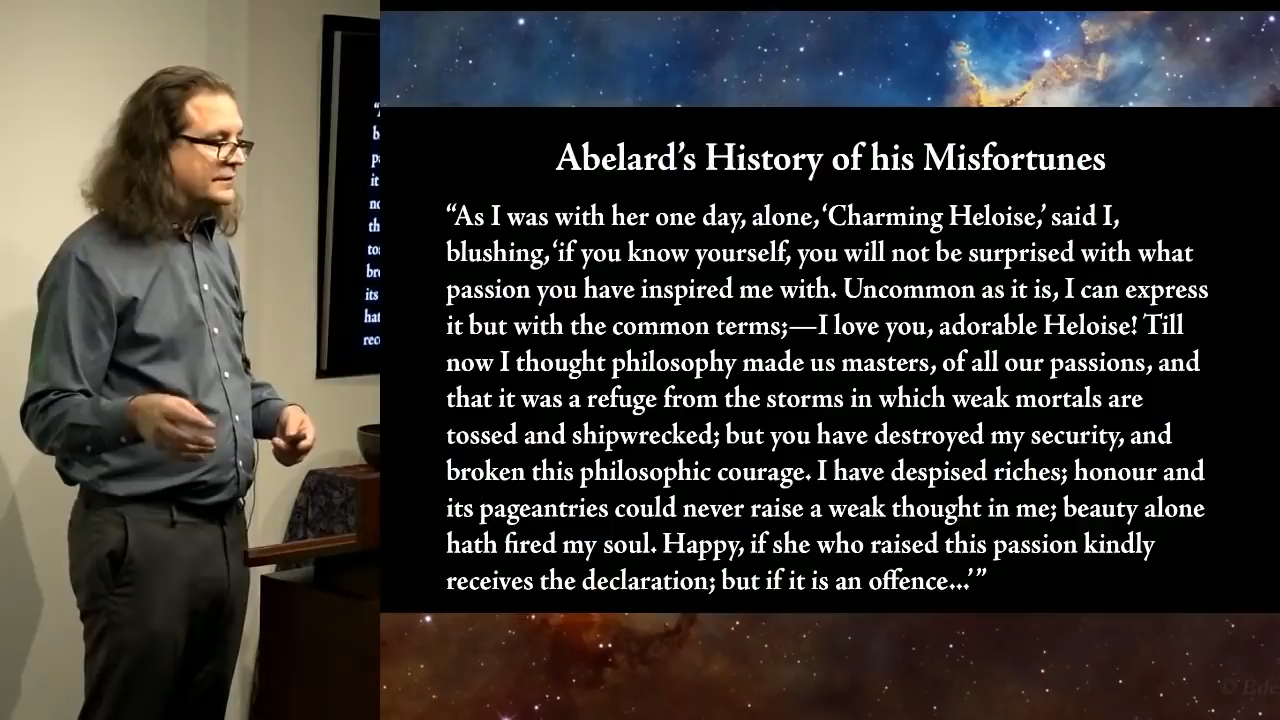 Abelard's History of his Misfortunes
“As I was with her one day, alone, ‘Charming Heloise,’ said I,
blushing, ‘if you know yourself, you will not be surprised with what
passion you have inspired me with. Uncommon as it is, I can express
it but with the common terms;—I love you, adorable Heloise! Till
now I thought philosophy made us masters, of all our passions, and
that it was a refuge from the storms in which weak mortals are
tossed and shipwrecked; but you have destroyed my security, and
broken this philosophic courage. I have despised riches; honour and
its pageantries could never raise a weak thought in me; beauty alone
hath fired my soul. Happy, if she who raised this passion kindly
receives the declaration; but if it is an offence...’”